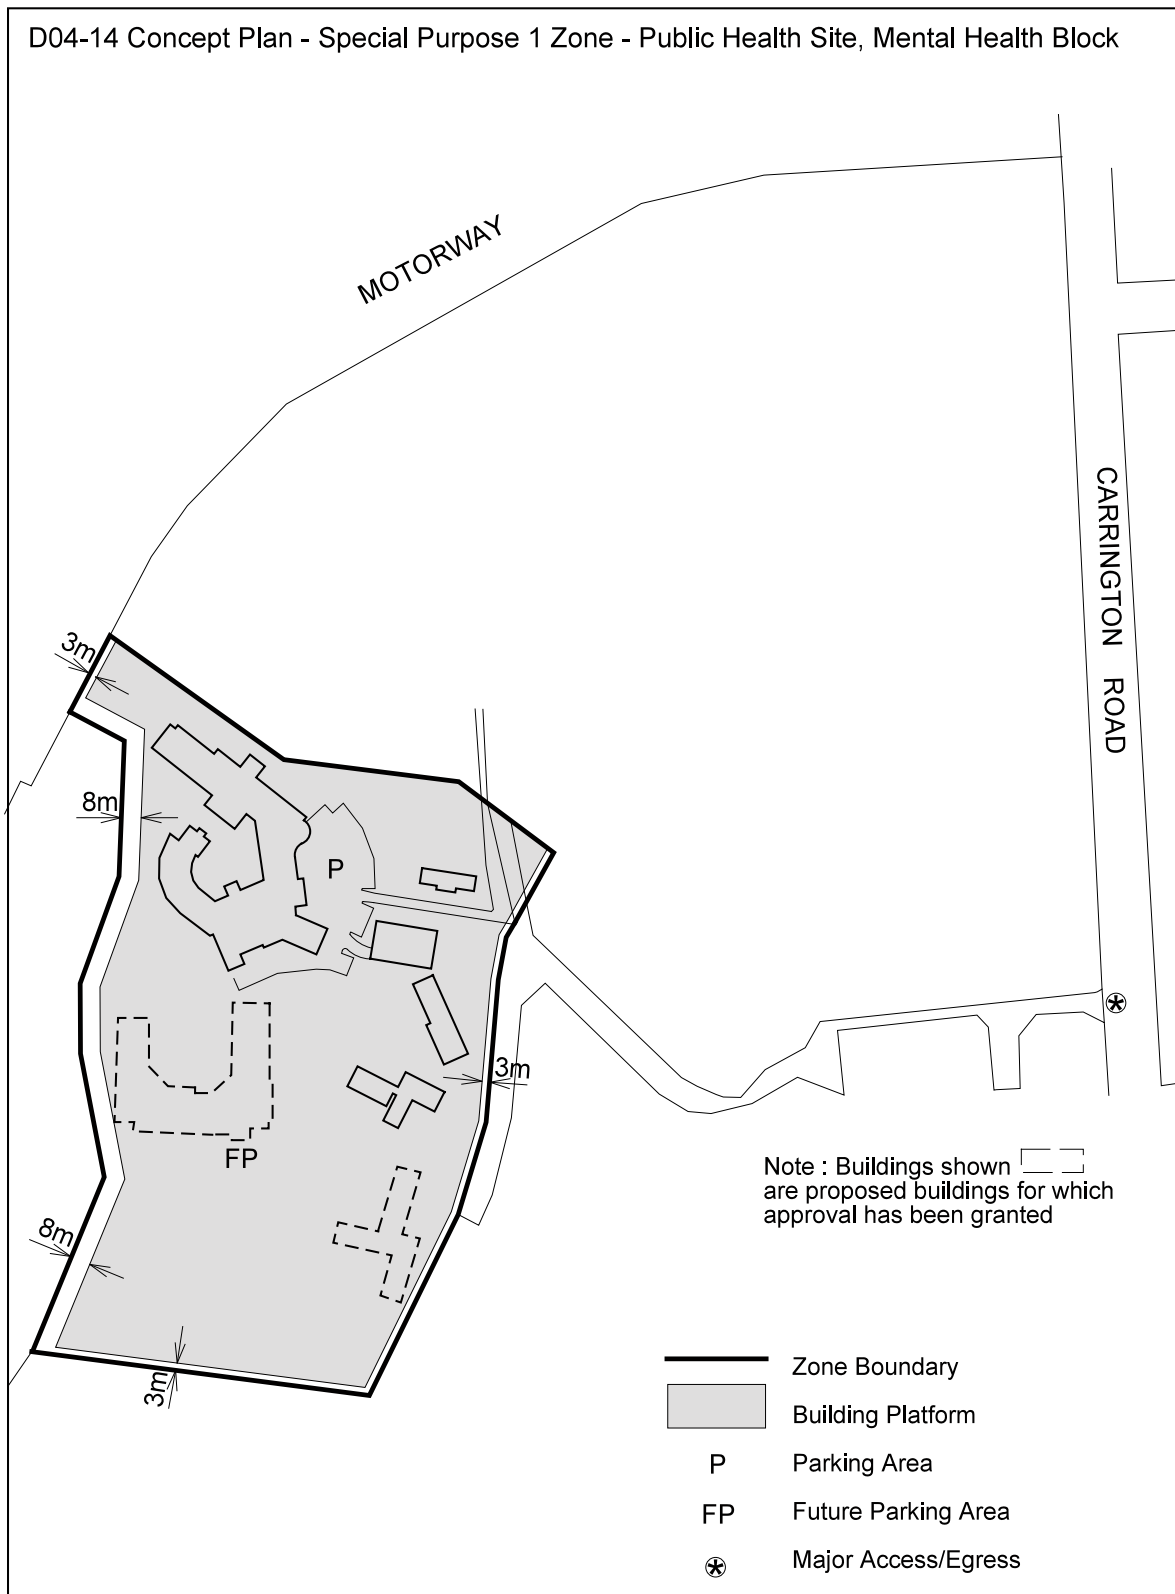 D04-14 Concept Plan - Special Purpose 1 Zone - Public Health Site, Mental Health Block
MOTORWAY
CARRINGTON ROAD
3m
8m
P
3m
FP
8m
3m
Note : Buildings shown
are proposed buildings for which
approval has been granted
Zone Boundary
Building Platform
P Parking Area
FP Future Parking Area
Major Access/Egress